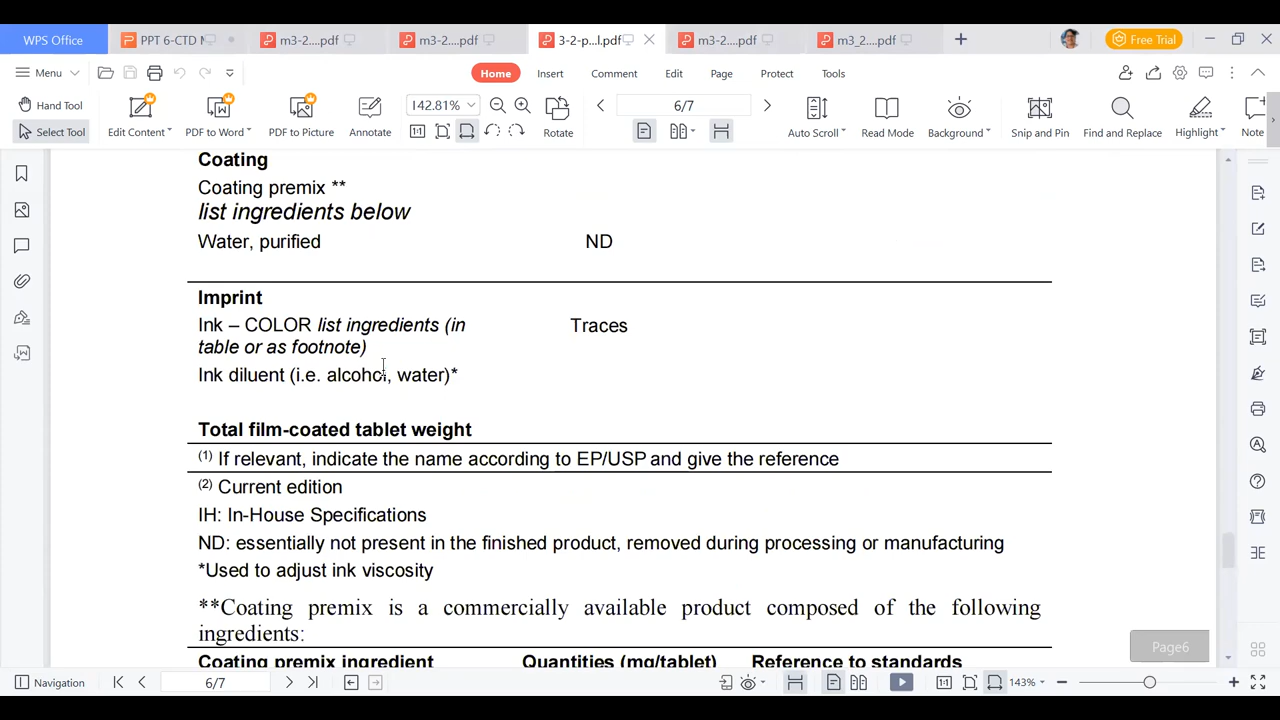 WPS Office
PPT 6-CTD M
m3-2....pdf
m3-2....pdf
3-2-p...l.pdf
m3-2....pdf
m3_2....pdf
Free Trial
Menu
Home
Insert
Comment
Edit
Page
Protect
Tools
Hand Tool
Select Tool
Edit Content
PDF to Word
PDF to Picture
Annotate
142.81%
Rotate
6/7
Auto Scroll
Read Mode
Background
Snip and Pin
Find and Replace
Highlight
Note
Coating
Coating premix **
list ingredients below
Water, purified ND
Imprint
Ink – COLOR list ingredients (in Traces
table or as footnote)
Ink diluent (i.e. alcohol, water)*
Total film-coated tablet weight
(1) If relevant, indicate the name according to EP/USP and give the reference
(2) Current edition
IH: In-House Specifications
ND: essentially not present in the finished product, removed during processing or manufacturing
*Used to adjust ink viscosity
**Coating premix is a commercially available product composed of the following
ingredients:
Coating premix ingredient Quantities (mg/tablet) Reference to standards
Page6
Navigation
6/7
143%